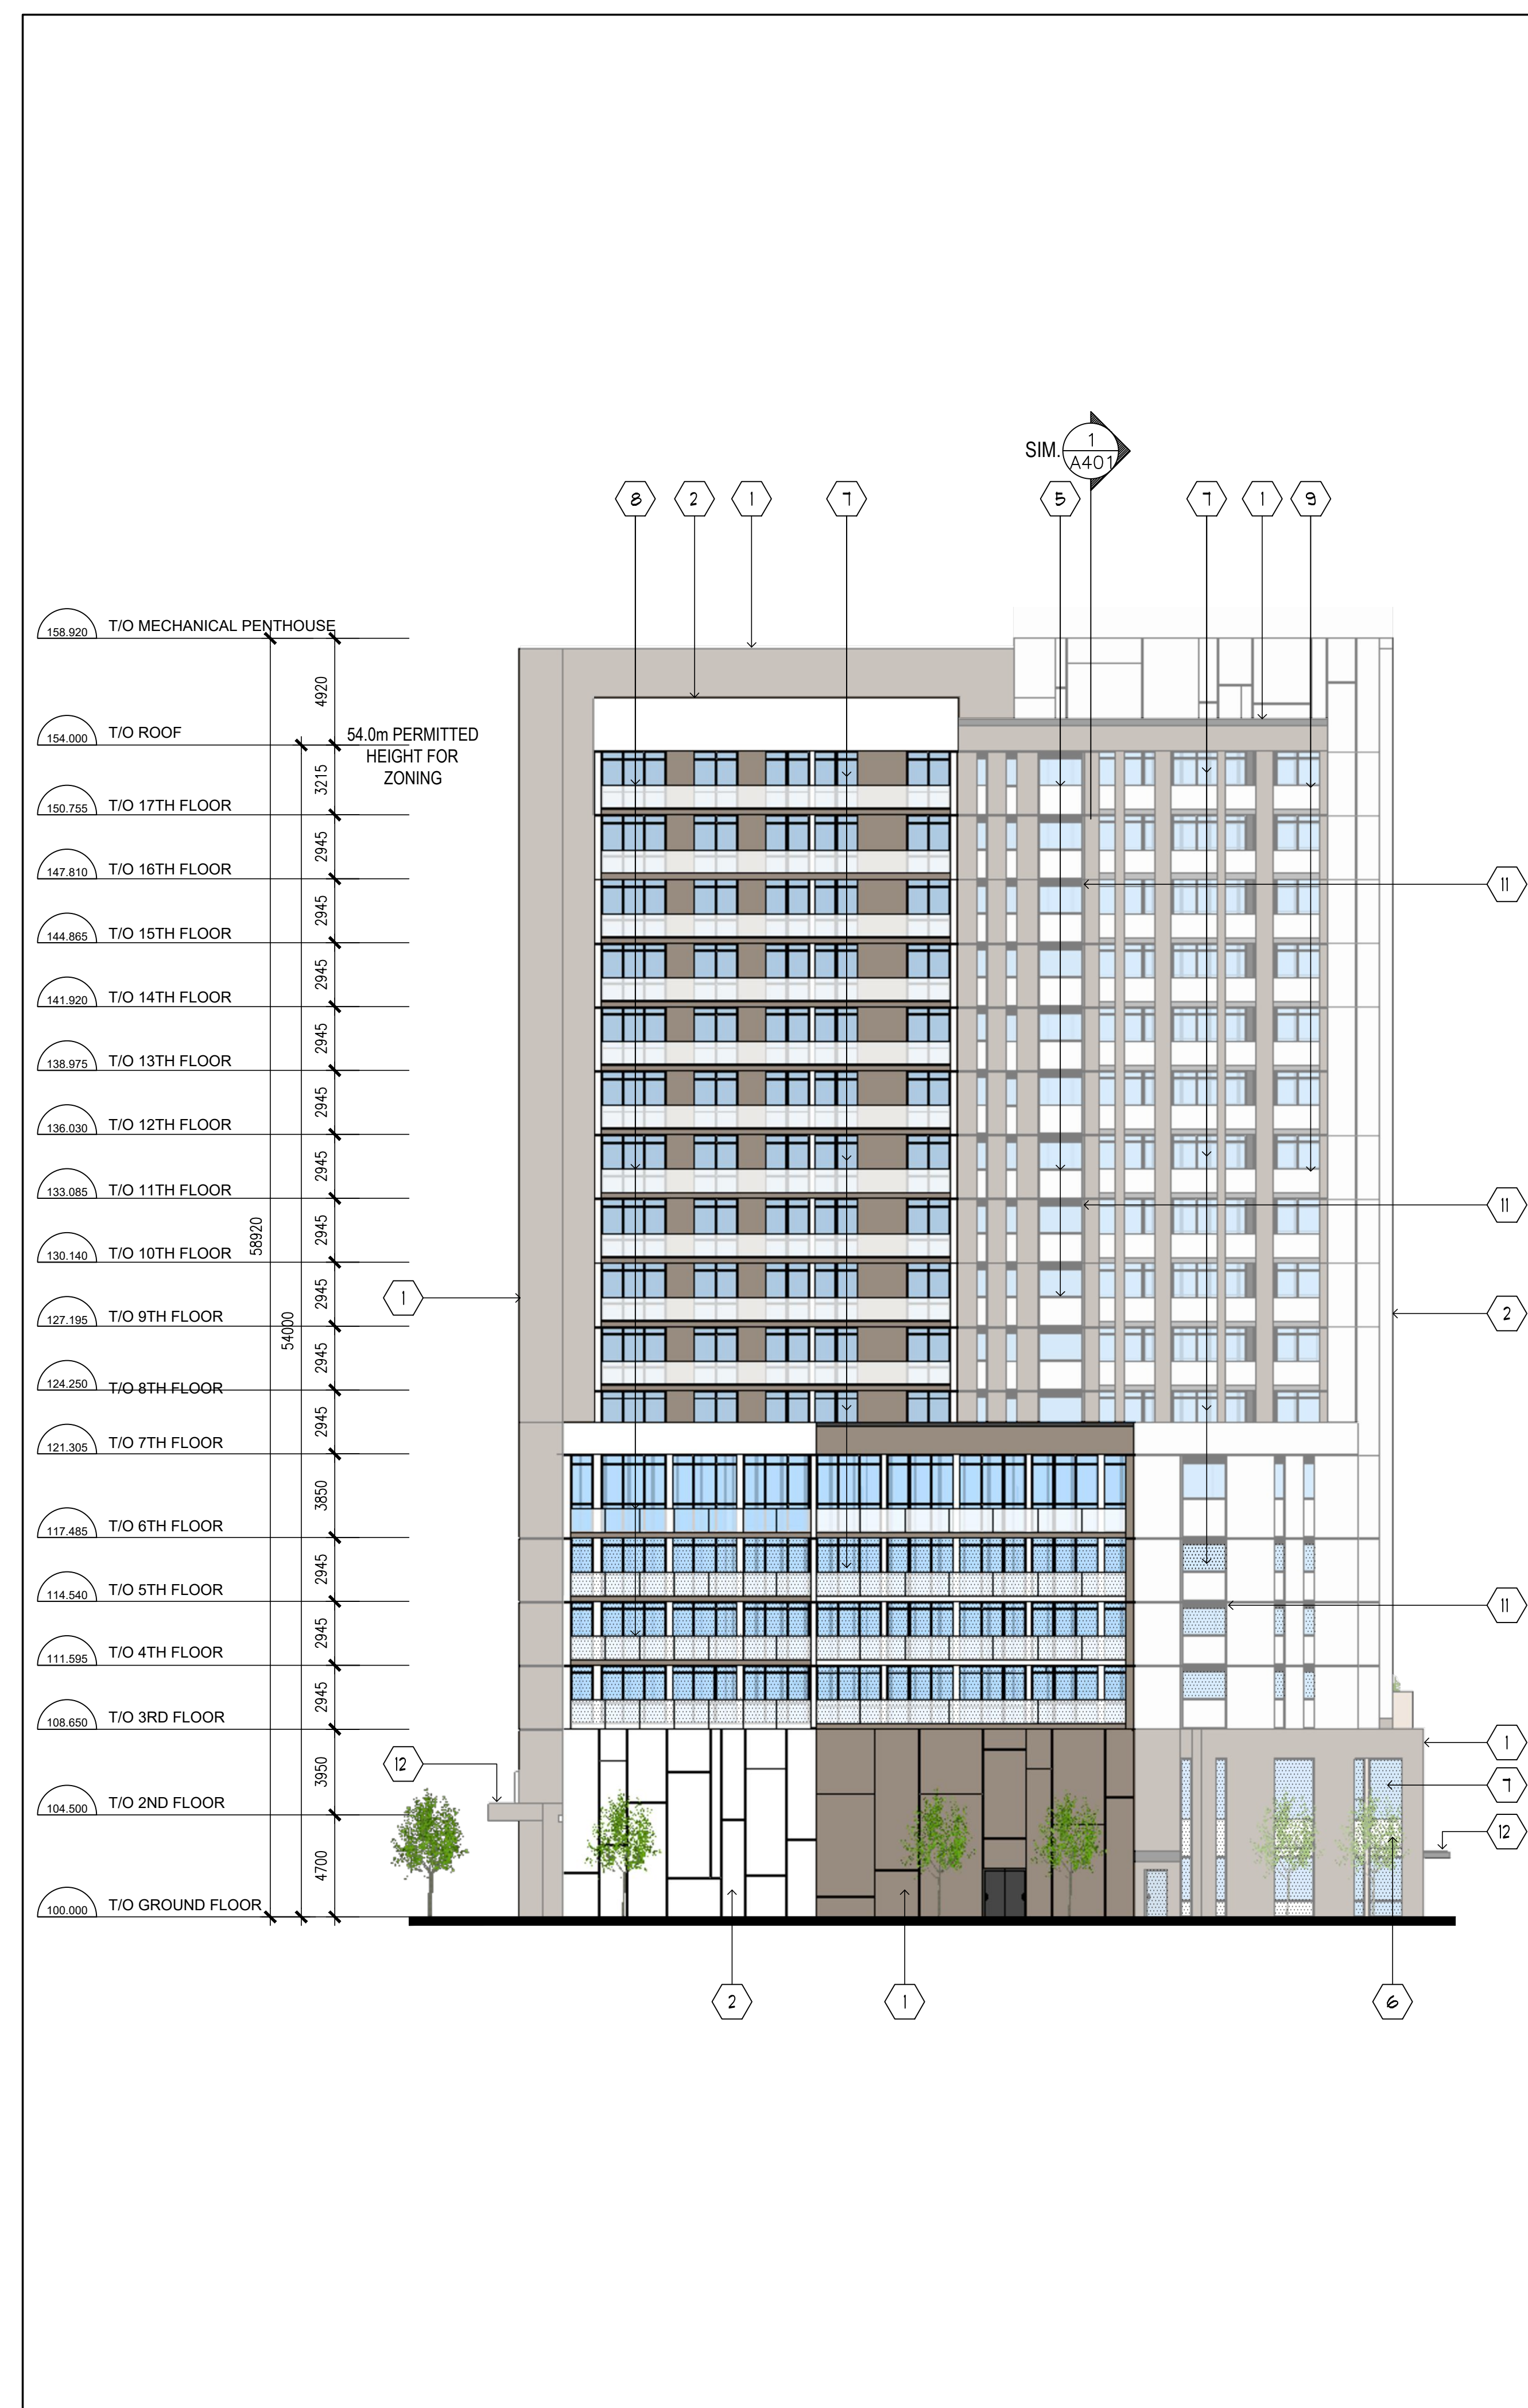 1
SIM.
A401
8
2
1
7
5
7
1
9
158.920 T/O MECHANICAL PENTHOUSE
4920
154.000 T/O ROOF
54.0m PERMITTED
HEIGHT FOR
ZONING
3215
150.755 T/O 17TH FLOOR
2945
147.810 T/O 16TH FLOOR
11
2945
144.865 T/O 15TH FLOOR
2945
141.920 T/O 14TH FLOOR
2945
138.975 T/O 13TH FLOOR
2945
136.030 T/O 12TH FLOOR
2945
133.085 T/O 11TH FLOOR
11
2945
58920
130.140 T/O 10TH FLOOR
2945
1
127.195 T/O 9TH FLOOR
2
54000
2945
124.250 T/O 8TH FLOOR
2945
121.305 T/O 7TH FLOOR
3850
117.485 T/O 6TH FLOOR
2945
114.540 T/O 5TH FLOOR
11
2945
111.595 T/O 4TH FLOOR
2945
108.650 T/O 3RD FLOOR
1
3950
12
7
104.500 T/O 2ND FLOOR
12
4700
100.000 T/O GROUND FLOOR
2
1
6